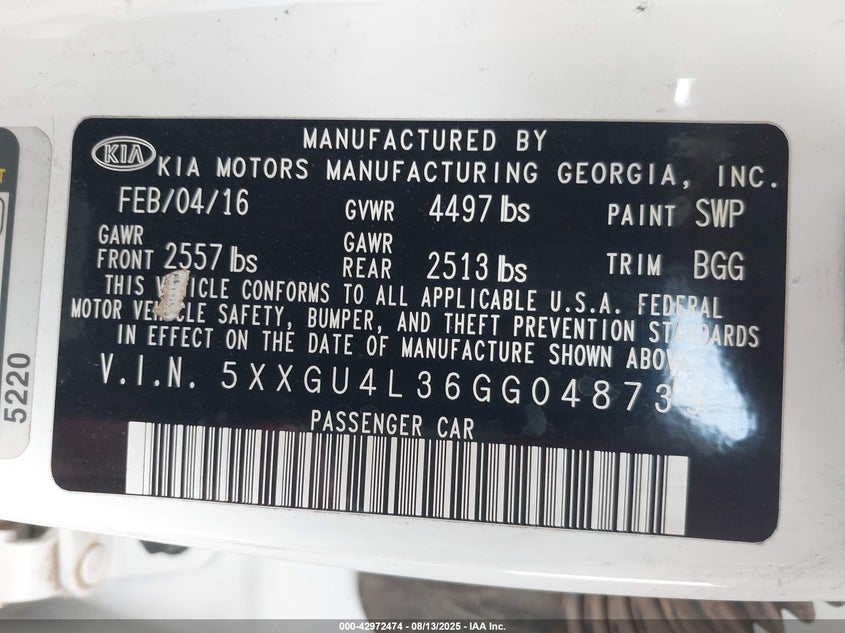 KIA
MANUFACTURED BY
KIA MOTORS MANUFACTURING GEORGIA, INC.
FEB/04/16 GVWR 4497 lbs PAINT SWP
GAWR FRONT 2557 lbs GAWR REAR 2513 lbs TRIM BGG
THIS VEHICLE CONFORMS TO ALL APPLICABLE U.S.A. FEDERAL
MOTOR VEHICLE SAFETY, BUMPER, AND THEFT PREVENTION STANDARDS
IN EFFECT ON THE DATE OF MANUFACTURE SHOWN ABOVE
V.I.N. 5XXGU4L36GG04873
PASSENGER CAR
5220
000-42972474 - 08/13/2025 - IAA Inc.